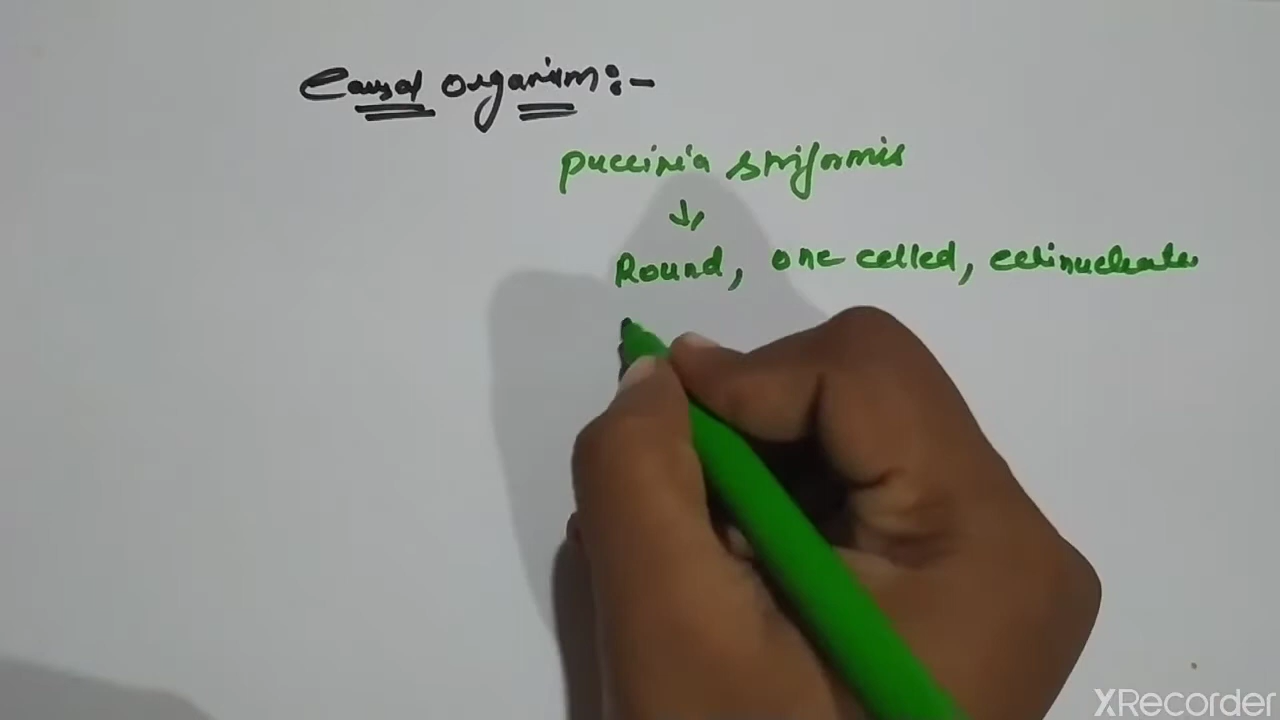 Causal organism:-
Puccinia striformis
Round, one celled,
XRecorder